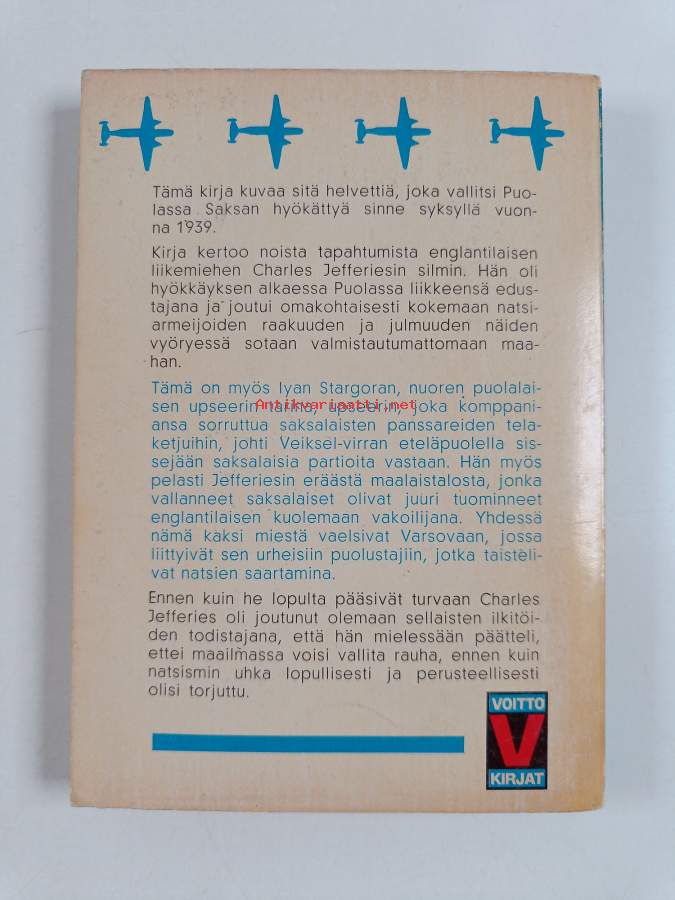 Tämä kirja kuvaa sitä helvettiä, joka vallitsi Puo-
lassa Saksan hyökättyä sinne syksyllä vuon-
na 1939.
Kirja kertoo noista tapahtumista englantilaisen
liikemiehen Charles Jefferiesin silmin. Hän oli
hyökkäyksen alkaessa Puolassa liikkeensä edus-
tajana ja joutui omakohtaisesti kokemaan natsi-
armeijoiden raakuuden ja julmuuden näiden
vyöryessä sotaan valmistautumattomaan maa-
han.
Tämä on myös Iyan Stargoran, nuoren puolalai-
sen upseerin tarina, upseerin, joka komppani-
Antikvariaatti.net
ansa sorruttua saksalaisten panssareiden tela-
ketjuihin, johti Veiksel-virran eteläpuolella sis-
sejään saksalaisia partioita vastaan. Hän myös
pelasti Jefferiesin eräästä maalaistalosta, jonka
vallanneet saksalaiset olivat juuri tuominneet
englantilaisen kuolemaan vakoilijana. Yhdessä
nämä kaksi miestä vaelsivat Varsovaan, jossa
liittyivät sen urheisiin puolustajiin, jotka taisteli-
vat natsien saartamina.
Ennen kuin he lopulta pääsivät turvaan Charles
Jefferies oli joutunut olemaan sellaisten ilkitöi-
den todistajana, että hän mielessään päätteli,
ettei maailmassa voisi vallita rauha, ennen kuin
natsismin uhka lopullisesti ja perusteellisesti
olisi torjuttu.
VOITTO
V
KIRJAT